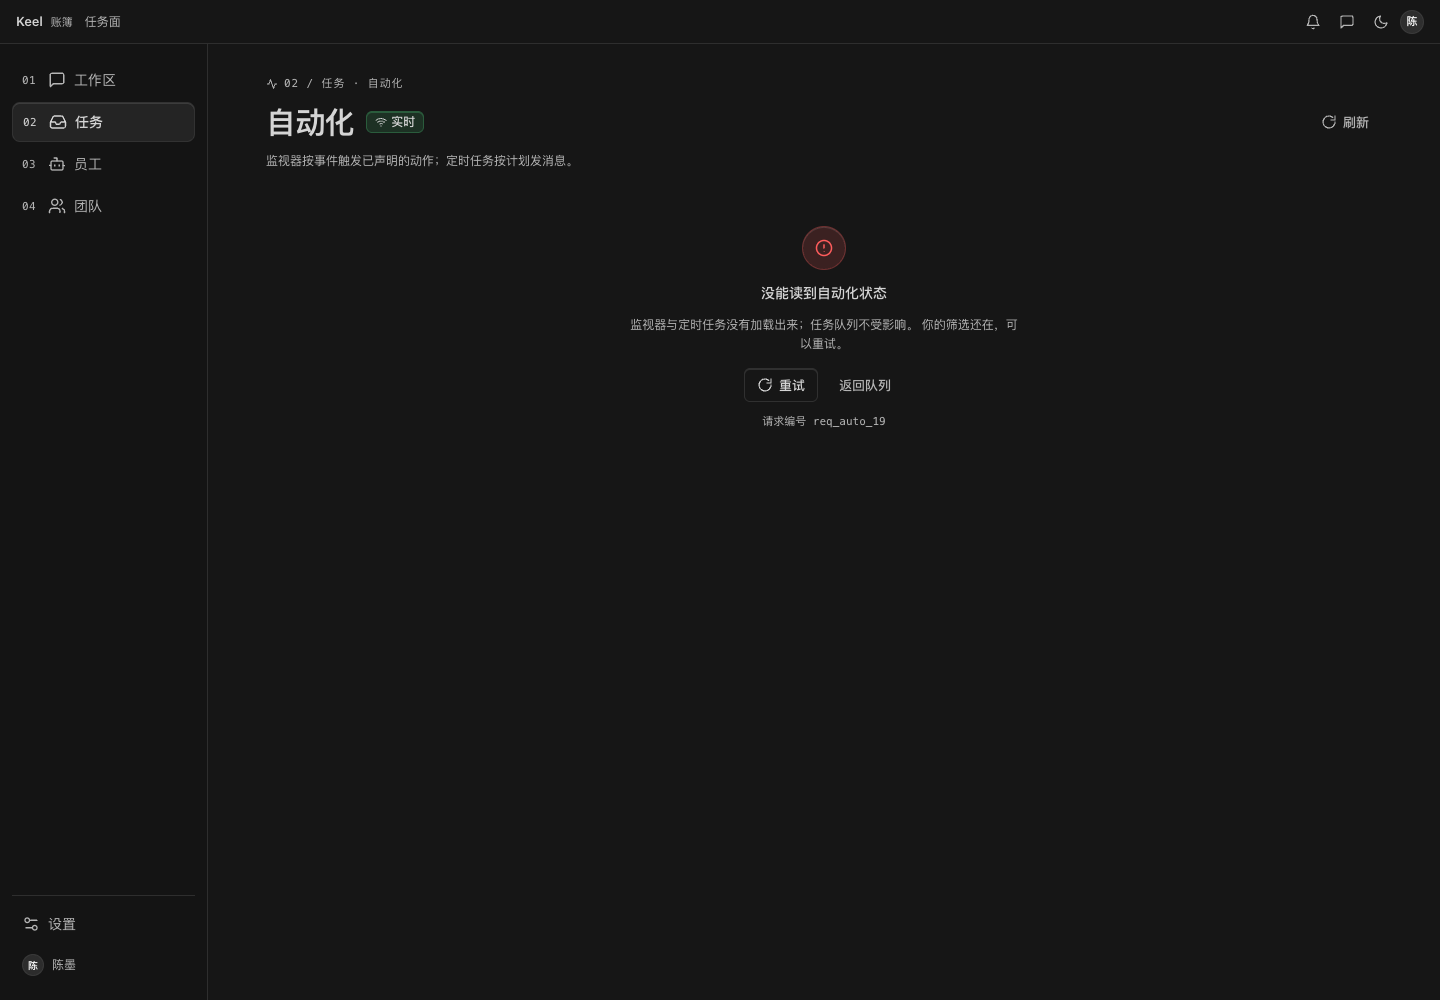 Keel 账簿 任务面
陈
01 工作区
02 任务
03 员工
04 团队
02 / 任务 · 自动化
自动化 实时
刷新
监视器按事件触发已声明的动作；定时任务按计划发消息。
没能读到自动化状态
监视器与定时任务没有加载出来；任务队列不受影响。 你的筛选还在，可
以重试。
重试 返回队列
请求编号 req_auto_19
设置
陈 陈墨